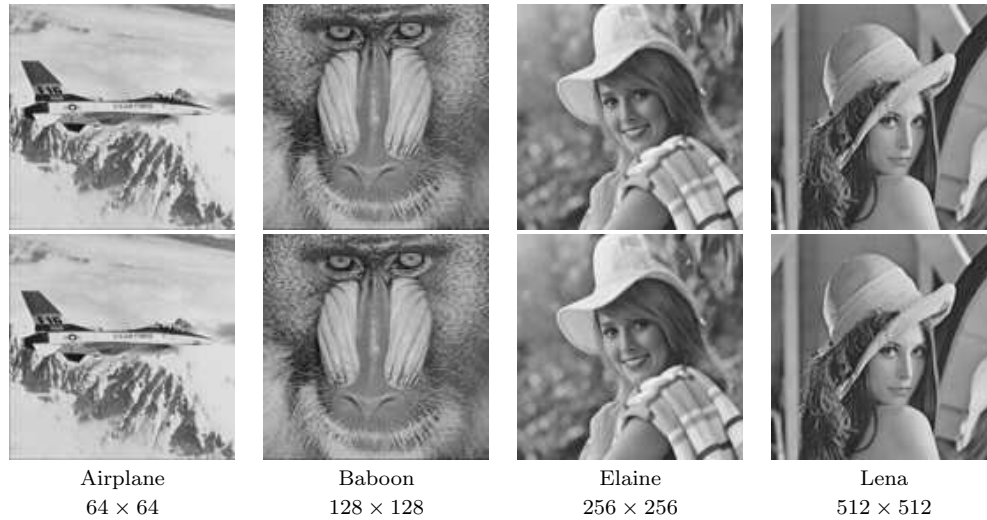 Airplane
64 × 64
Baboon
128 × 128
Elaine
256 × 256
Lena
512 × 512